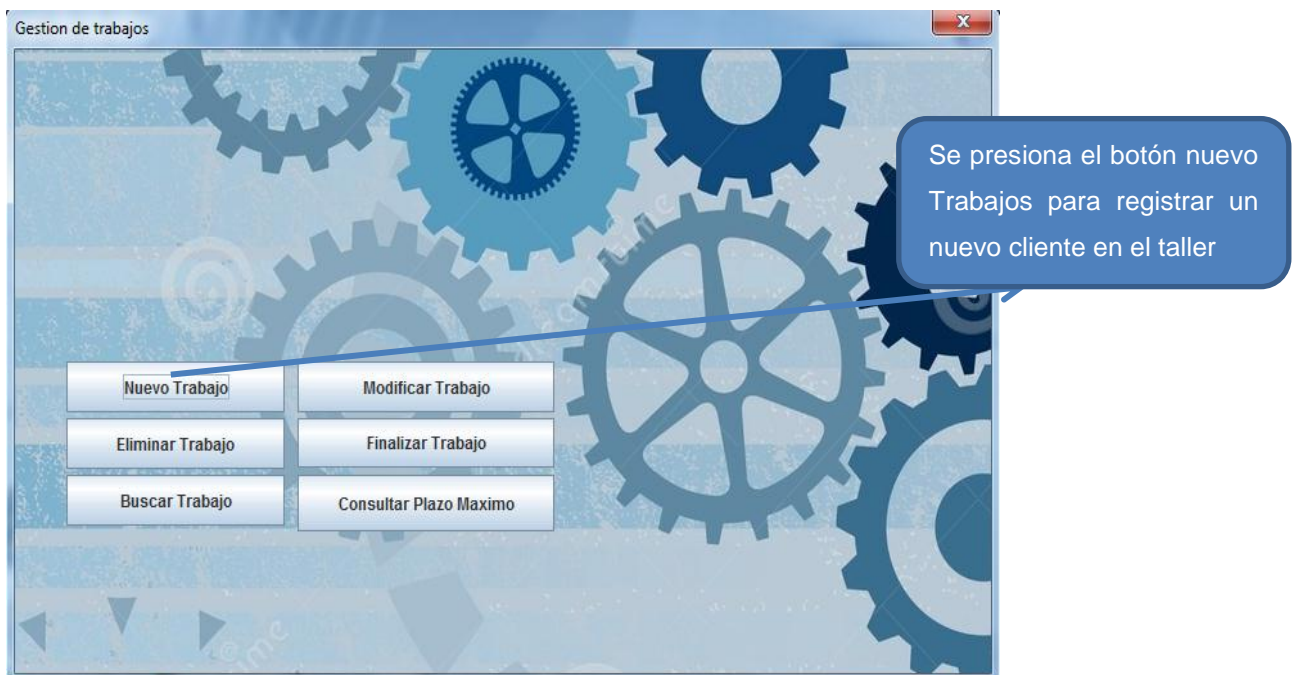 Gestion de trabajos
Se presiona el botón nuevo
Trabajos para registrar un
nuevo cliente en el taller
Nuevo Trabajo
Modificar Trabajo
Eliminar Trabajo
Finalizar Trabajo
Buscar Trabajo
Consultar Plazo Maximo